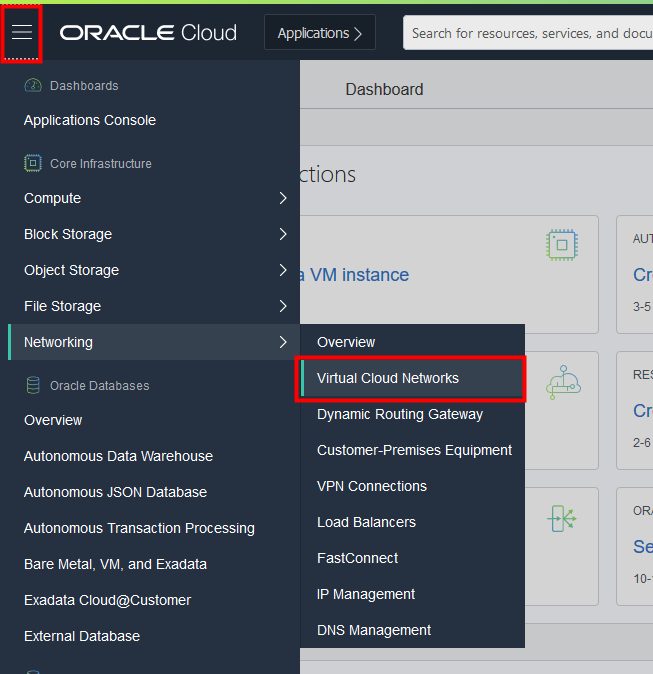 ORACLE Cloud
Applications
Search for resources, services, and docu
Dashboards
Applications Console
Core Infrastructure
Compute
Block Storage
Object Storage
File Storage
Networking
Oracle Databases
Overview
Autonomous Data Warehouse
Autonomous JSON Database
Autonomous Transaction Processing
Bare Metal, VM, and Exadata
Exadata Cloud@Customer
External Database
Overview
Virtual Cloud Networks
Dynamic Routing Gateway
Customer-Premises Equipment
VPN Connections
Load Balancers
FastConnect
IP Management
DNS Management
Dashboard
ctions
a VM instance
AUT
Cr
3-5
RES
Cr
2-6
ORA
Se
10-